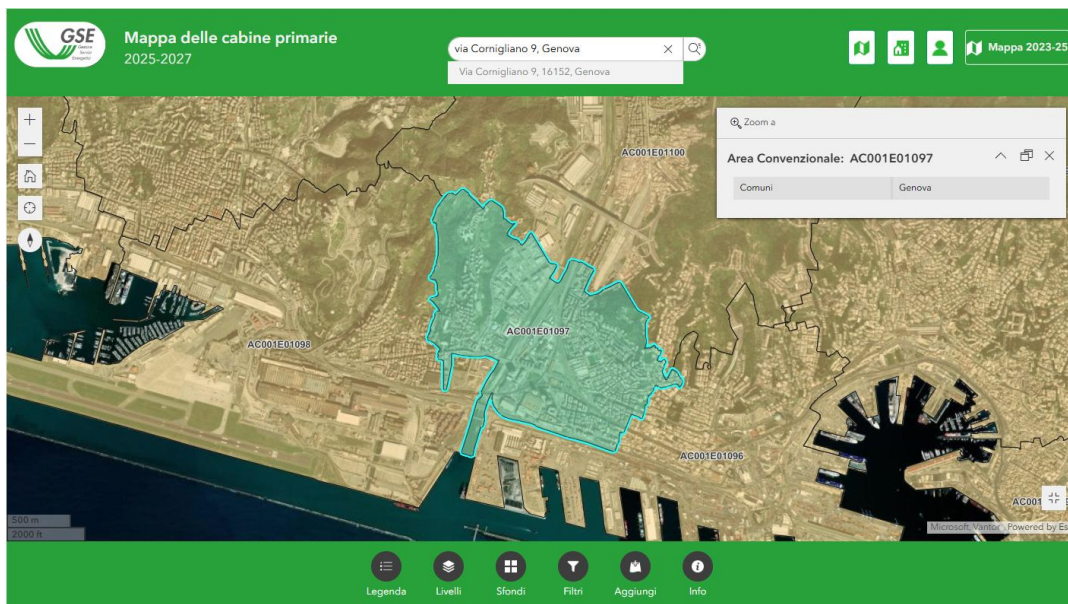 GSE
Gestore
Servizi
Energetici
Mappa delle cabine primarie
2025-2027
via Cornigliano 9, Genova
Via Cornigliano 9, 16152, Genova
Mappa 2023-25
Zoom a
Area Convenzionale: AC001E01097
Comuni Genova
AC001E01100
AC001E01097
AC001E01098
AC001E01096
AC001
500 m
2000 ft
Microsoft, Vantor Powered by Es
Legenda
Livelli
Sfondi
Filtri
Aggiungi
Info